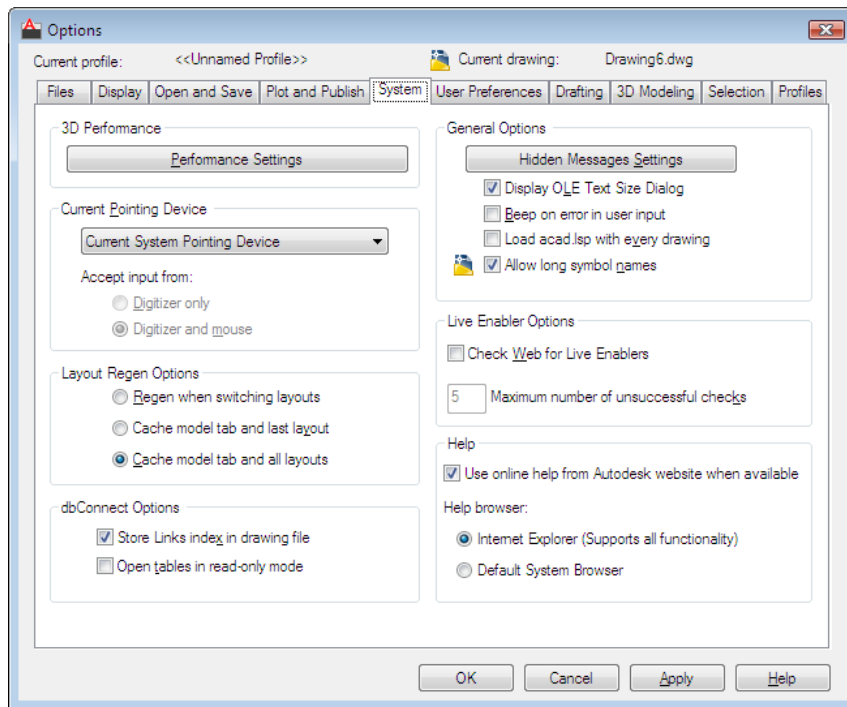 Options
Current profile: <<Unnamed Profile>> Current drawing: Drawing6.dwg
Files Display Open and Save Plot and Publish System User Preferences Drafting 3D Modeling Selection Profiles
3D Performance
Performance Settings
Current Pointing Device
Current System Pointing Device
Accept input from:
Digitizer only
Digitizer and mouse
Layout Regen Options
Regen when switching layouts
Cache model tab and last layout
Cache model tab and all layouts
dbConnect Options
Store Links index in drawing file
Open tables in read-only mode
General Options
Hidden Messages Settings
Display OLE Text Size Dialog
Beep on error in user input
Load acad.lsp with every drawing
Allow long symbol names
Live Enabler Options
Check Web for Live Enablers
5 Maximum number of unsuccessful checks
Help
Use online help from Autodesk website when available
Help browser:
Internet Explorer (Supports all functionality)
Default System Browser
OK Cancel Apply Help